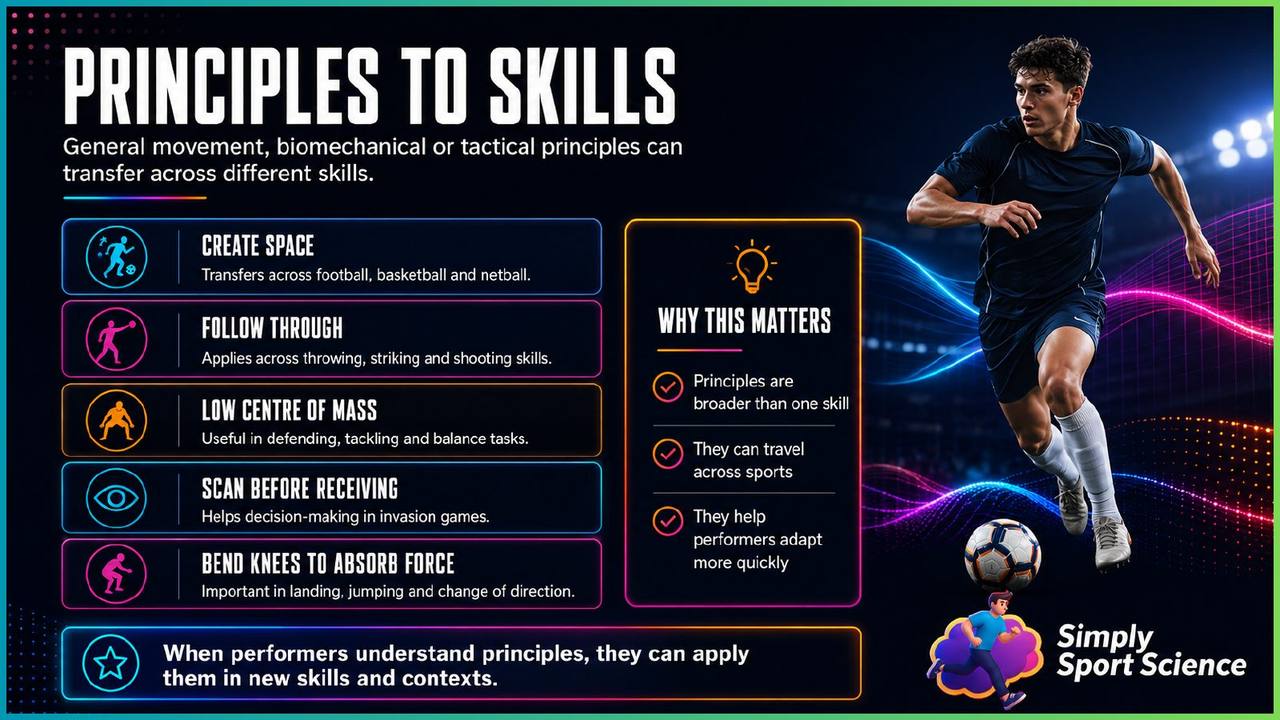 PRINCIPLES TO SKILLS
General movement, biomechanical or tactical principles can
transfer across different skills.
CREATE SPACE
Transfers across football, basketball and netball.
FOLLOW THROUGH
Applies across throwing, striking and shooting skills.
LOW CENTRE OF MASS
Useful in defending, tackling and balance tasks.
SCAN BEFORE RECEIVING
Helps decision-making in invasion games.
BEND KNEES TO ABSORB FORCE
Important in landing, jumping and change of direction.
WHY THIS MATTERS
Principles are
broader than one skill
They can travel
across sports
They help
performers adapt
more quickly
When performers understand principles, they can apply
them in new skills and contexts.
Simply
Sport Science